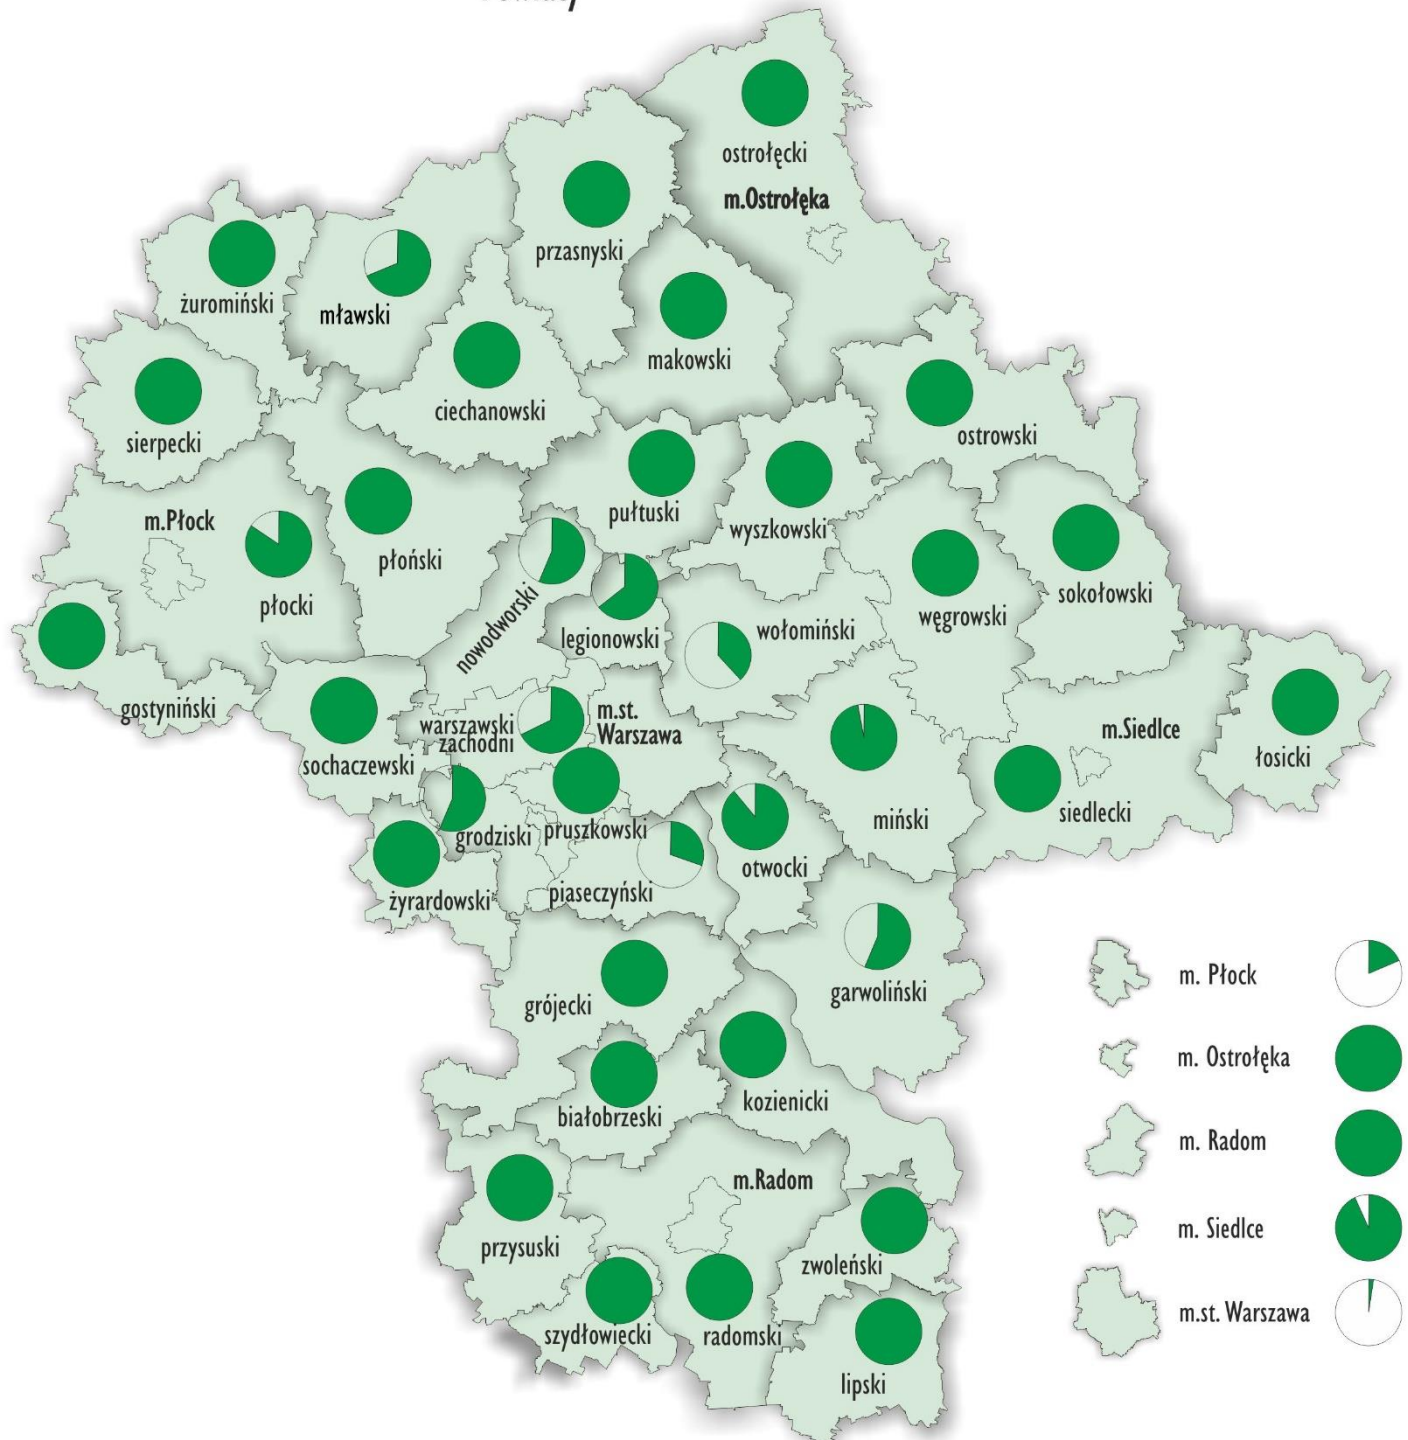 ostrołęcki
m.Ostrołęka
przasnyski
żuromiński
mławski
makowski
ciechanowski
sierpecki
ostrowski
pułtuski
wyszkowski
m.Płock
płoński
płocki
nowodworski
legionowski
wołomiński
węgrowski
sokołowski
gostyniński
sochaczewski
warszawski
zachodni
m.st.
Warszawa
m.Siedlce
łosicki
siedlecki
miński
grodziski
pruszkowski
otwocki
piaseczyński
żyrardowski
grójecki
garwoliński
białobrzeski
kozienicki
przysuski
m.Radom
zwoleński
szydłowiecki
radomski
lipski
m. Płock
m. Ostrołęka
m. Radom
m. Siedlce
m.st. Warszawa